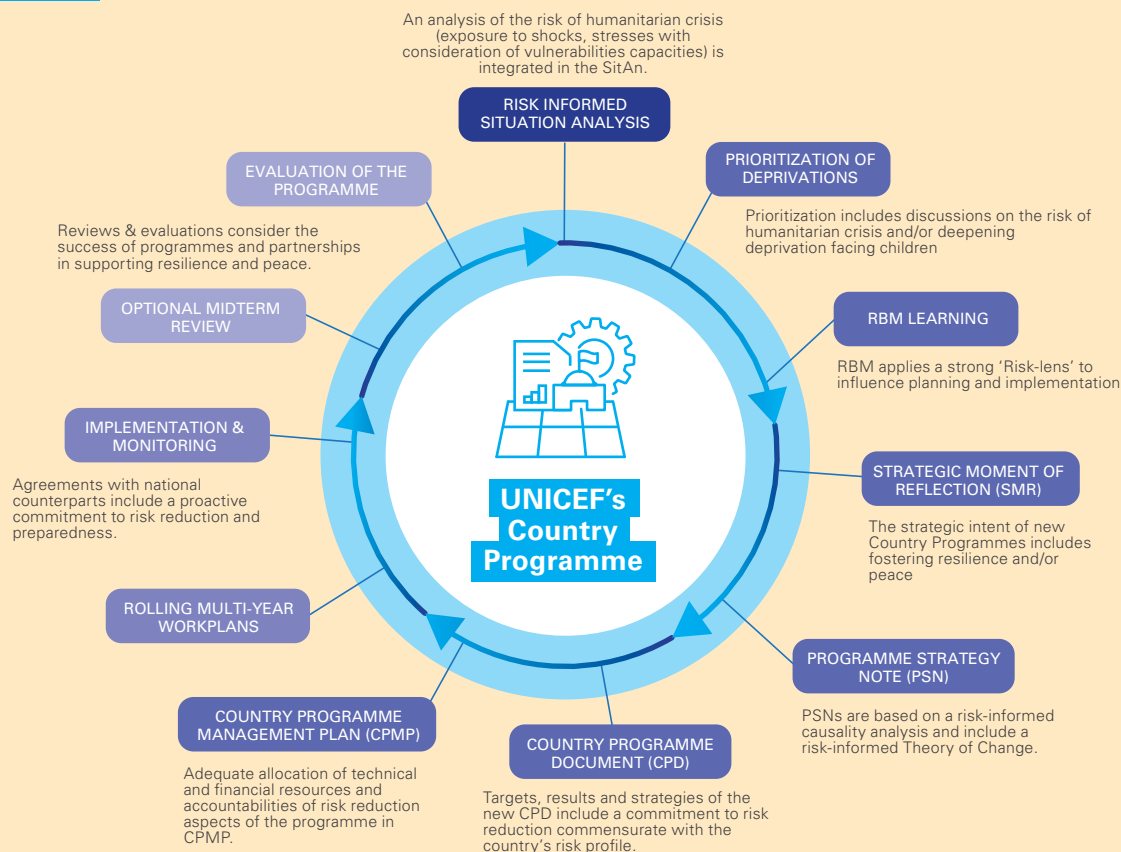 An analysis of the risk of humanitarian crisis
(exposure to shocks, stresses with
consideration of vulnerabilities capacities) is
integrated in the SitAn.
RISK INFORMED
SITUATION ANALYSIS
PRIORITIZATION OF
DEPRIVATIONS
Prioritization includes discussions on the risk of
humanitarian crisis and/or deepening
deprivation facing children
RBM LEARNING
RBM applies a strong ‘Risk-lens’ to
influence planning and implementation
STRATEGIC MOMENT OF
REFLECTION (SMR)
The strategic intent of new
Country Programmes includes
fostering resilience and/or
peace
PROGRAMME STRATEGY
NOTE (PSN)
PSNs are based on a risk-informed
causality analysis and include a
risk-informed Theory of Change.
COUNTRY PROGRAMME
DOCUMENT (CPD)
Targets, results and strategies of the
new CPD include a commitment to risk
reduction commensurate with the
country’s risk profile.
COUNTRY PROGRAMME
MANAGEMENT PLAN (CPMP)
Adequate allocation of technical
and financial resources and
accountabilities of risk reduction
aspects of the programme in
CPMP.
ROLLING MULTI-YEAR
WORKPLANS
IMPLEMENTATION &
MONITORING
Agreements with national
counterparts include a proactive
commitment to risk reduction and
preparedness.
OPTIONAL MIDTERM
REVIEW
EVALUATION OF THE
PROGRAMME
Reviews & evaluations consider the
success of programmes and partnerships
in supporting resilience and peace.
UNICEF’s
Country
Programme